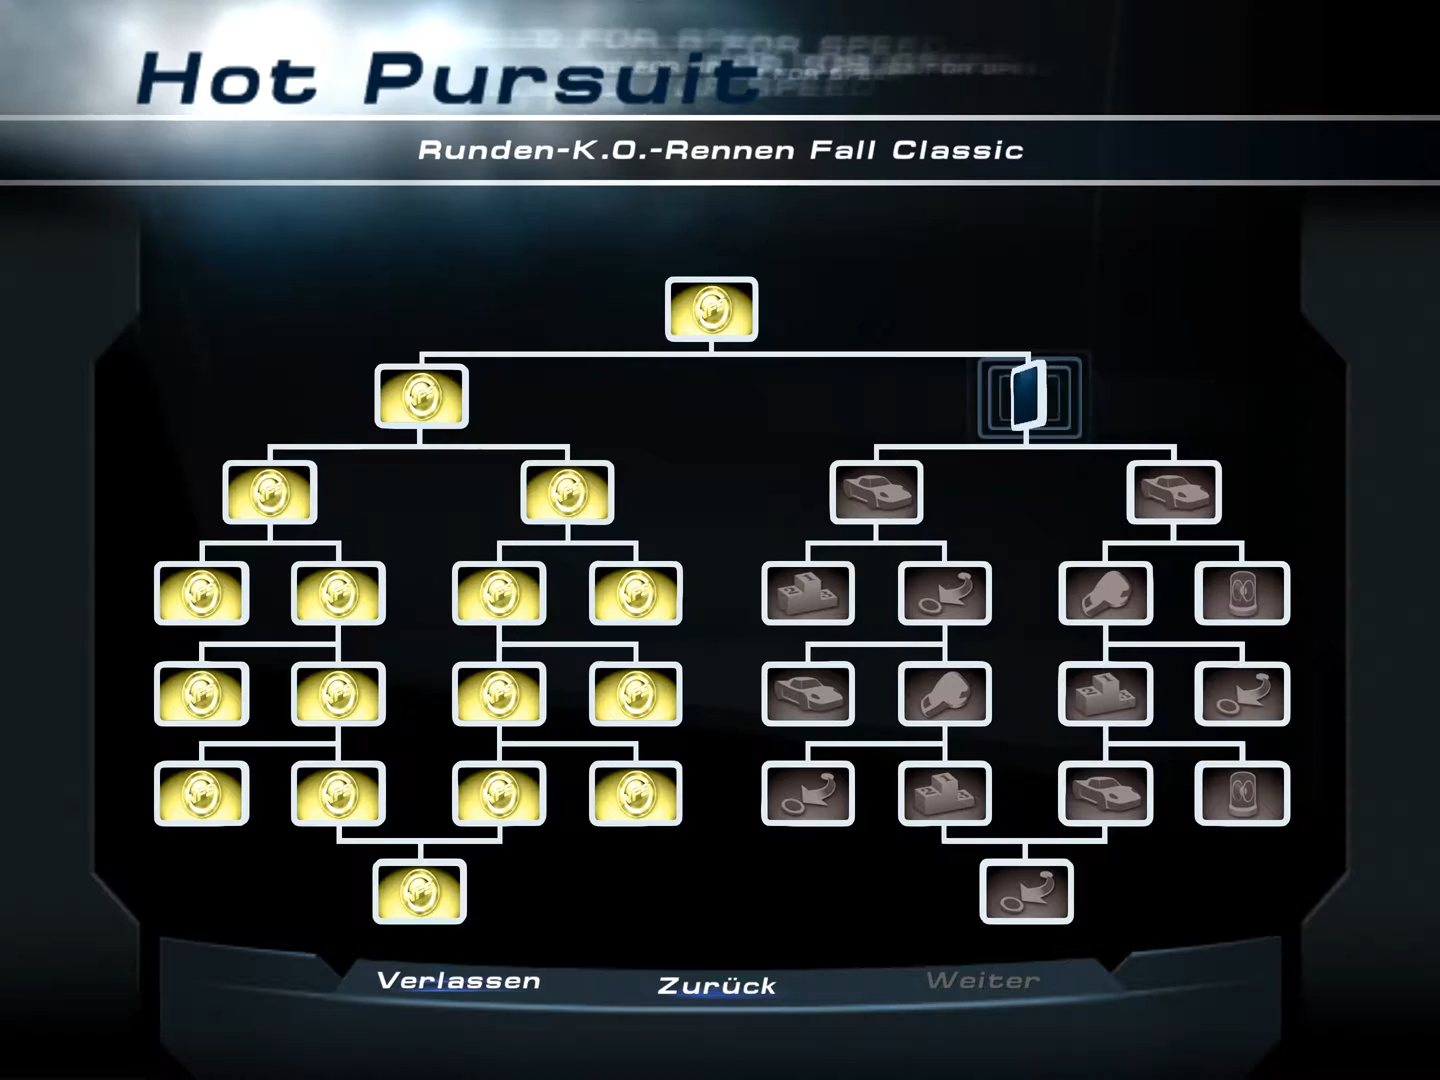 Hot Pursuit
Runden-K.O.-Rennen Fall Classic
Verlassen
Zurück
Weiter